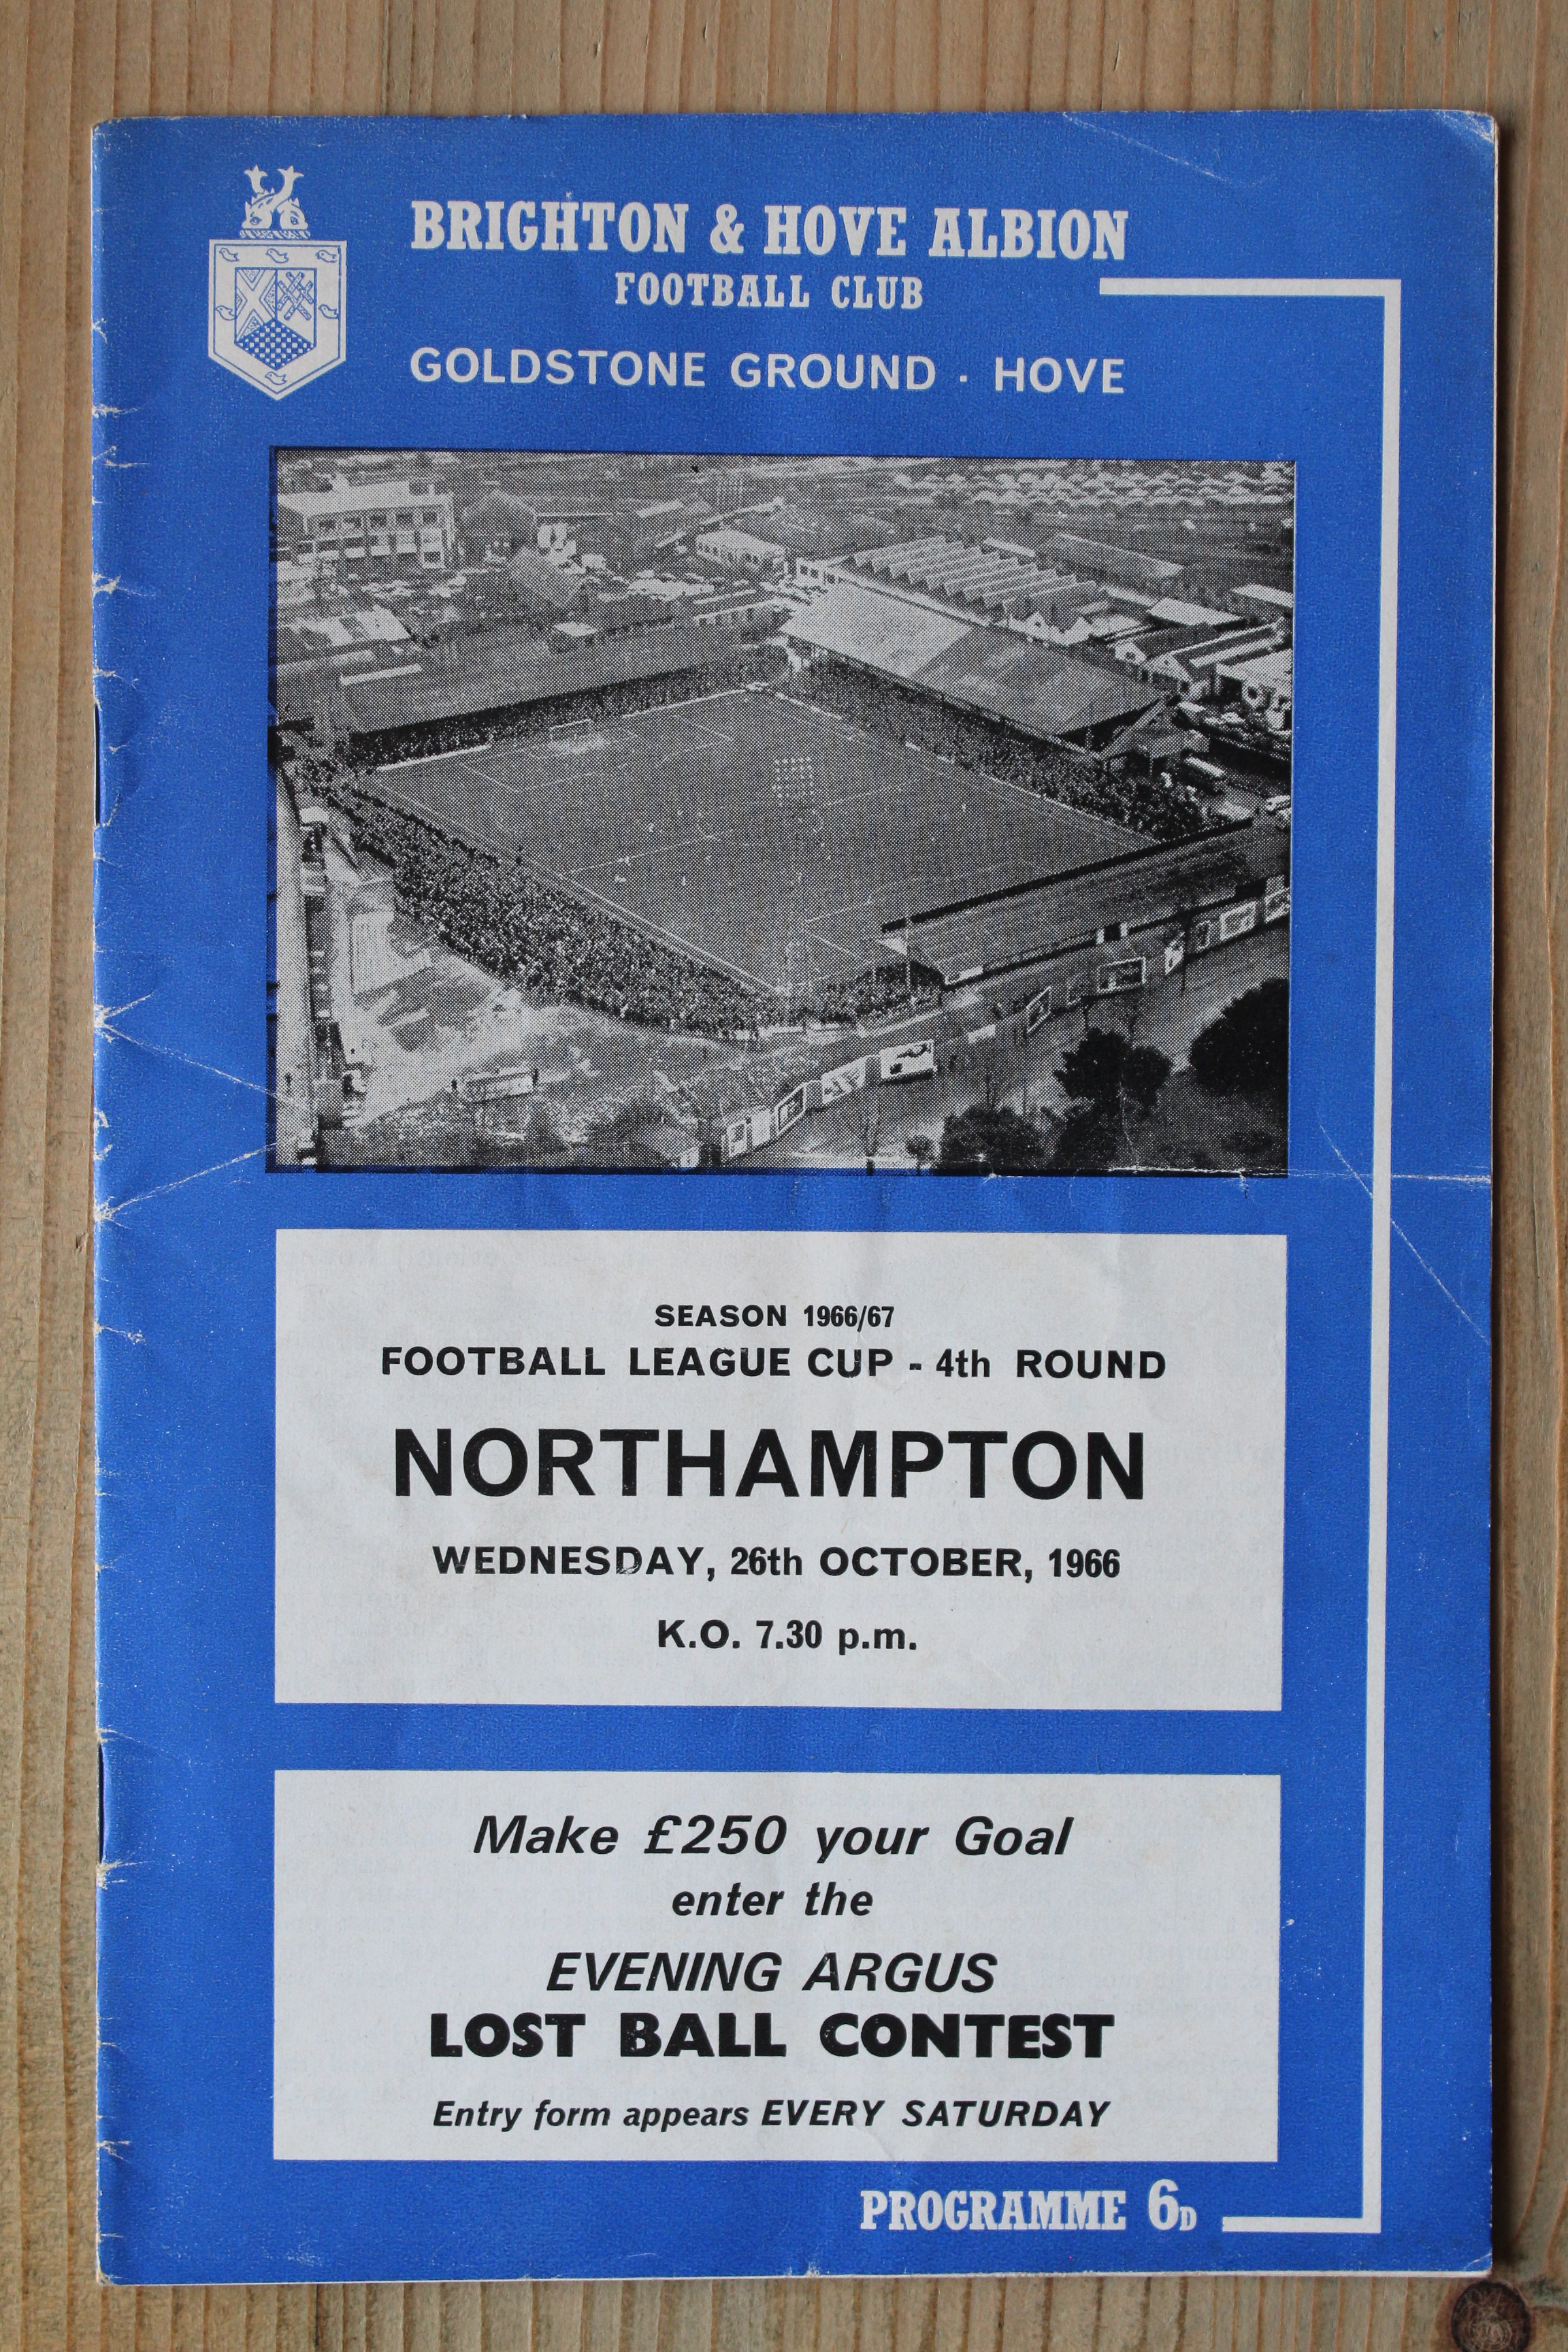 BRIGHTON & HOVE ALBION
FOOTBALL CLUB
GOLDSTONE GROUND · HOVE
SEASON 1966/67
FOOTBALL LEAGUE CUP - 4th ROUND
NORTHAMPTON
WEDNESDAY, 26th OCTOBER, 1966
K.O. 7.30 p.m.
Make £250 your Goal
enter the
EVENING ARGUS
LOST BALL CONTEST
Entry form appears EVERY SATURDAY
PROGRAMME 6D